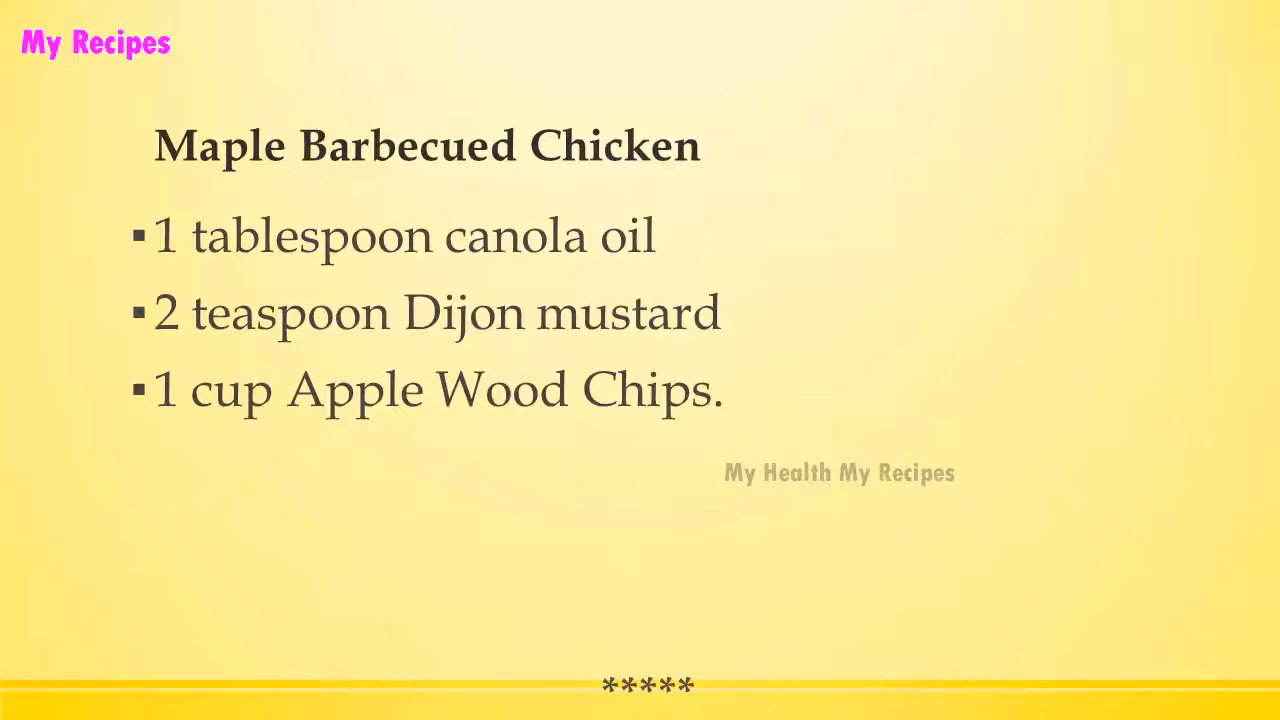 My Recipes
Maple Barbecued Chicken
▪ 1 tablespoon canola oil
▪ 2 teaspoon Dijon mustard
▪ 1 cup Apple Wood Chips.
My Health My Recipes
*****